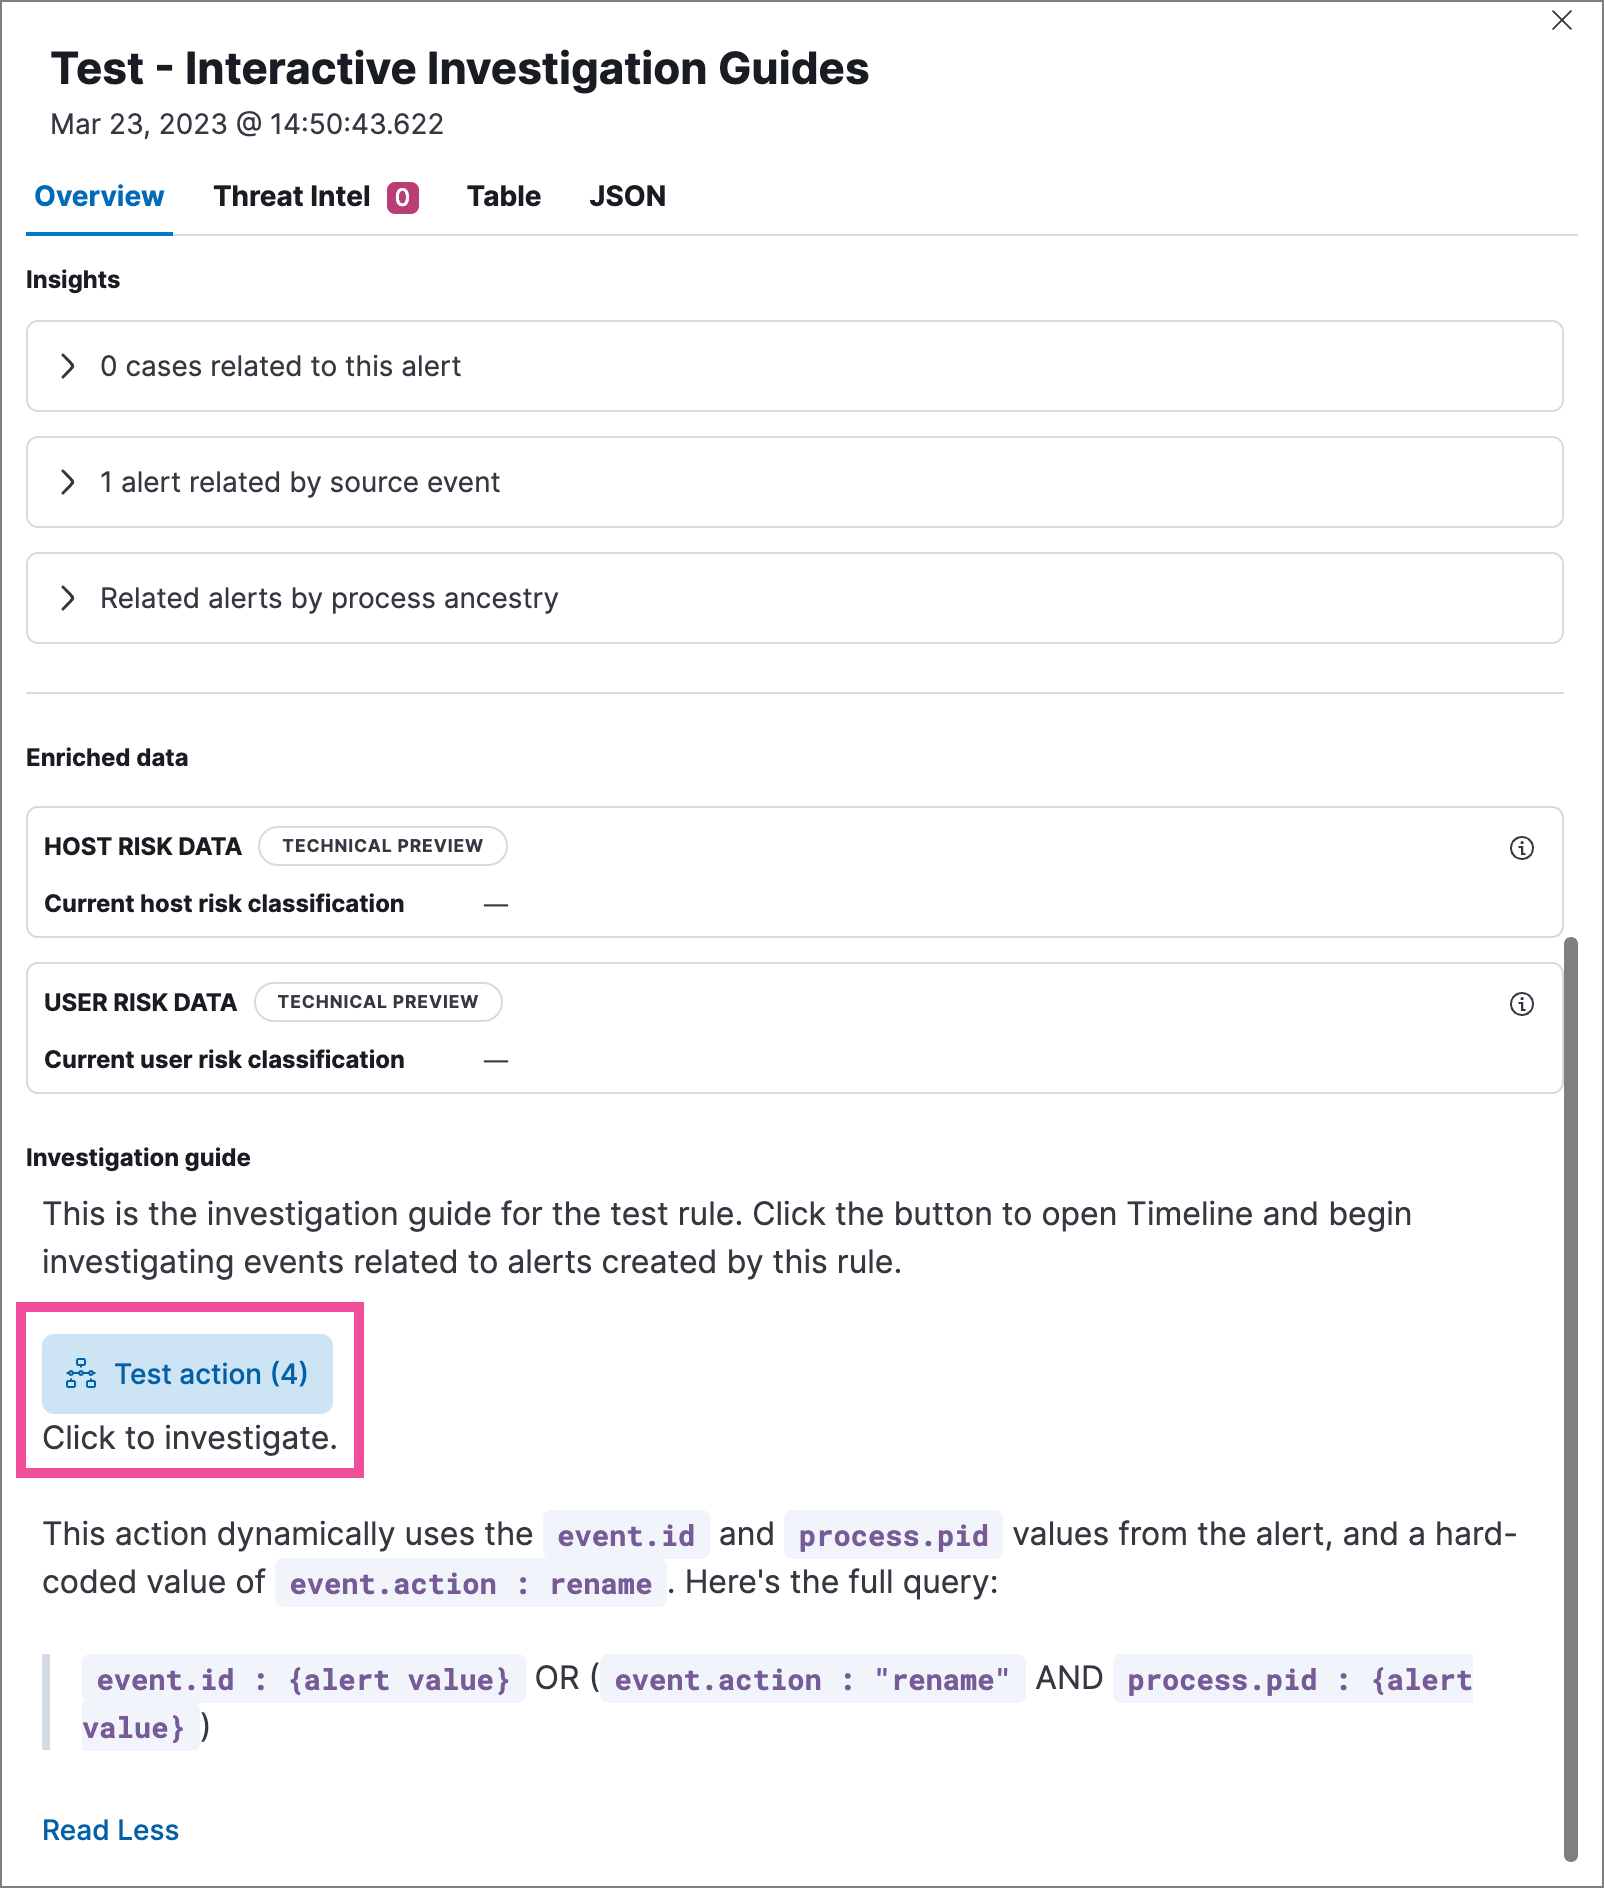 Test - Interactive Investigation Guides
Mar 23, 2023 @ 14:50:43.622
Overview Threat Intel 0 Table JSON
Insights
0 cases related to this alert
1 alert related by source event
Related alerts by process ancestry
Enriched data
HOST RISK DATA TECHNICAL PREVIEW
Current host risk classification —
USER RISK DATA TECHNICAL PREVIEW
Current user risk classification —
Investigation guide
This is the investigation guide for the test rule. Click the button to open Timeline and begin
investigating events related to alerts created by this rule.
Test action (4)
Click to investigate.
This action dynamically uses the event.id and process.pid values from the alert, and a hard-
coded value of event.action : rename . Here's the full query:
event.id : {alert value} OR ( event.action : "rename" AND process.pid : {alert
value} )
Read Less